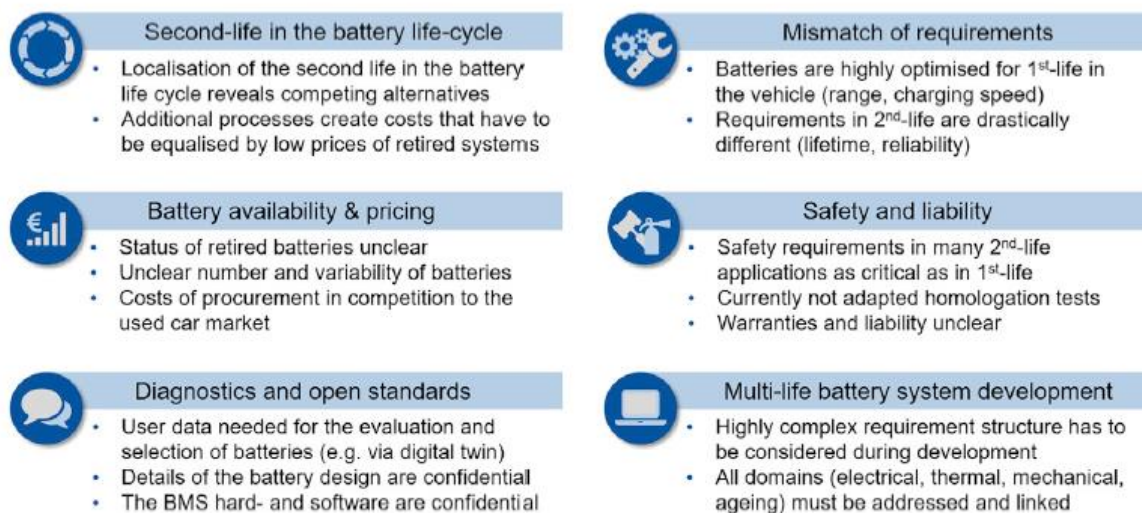 Second-life in the battery life-cycle
• Localisation of the second life in the battery
life cycle reveals competing alternatives
• Additional processes create costs that have to
be equalised by low prices of retired systems
Mismatch of requirements
• Batteries are highly optimised for 1st-life in
the vehicle (range, charging speed)
• Requirements in 2nd-life are drastically
different (lifetime, reliability)
€
Battery availability & pricing
• Status of retired batteries unclear
• Unclear number and variability of batteries
• Costs of procurement in competition to the
used car market
Safety and liability
• Safety requirements in many 2nd-life
applications as critical as in 1st-life
• Currently not adapted homologation tests
• Warranties and liability unclear
Diagnostics and open standards
• User data needed for the evaluation and
selection of batteries (e.g. via digital twin)
• Details of the battery design are confidential
• The BMS hard- and software are confidential
Multi-life battery system development
• Highly complex requirement structure has to
be considered during development
• All domains (electrical, thermal, mechanical,
ageing) must be addressed and linked